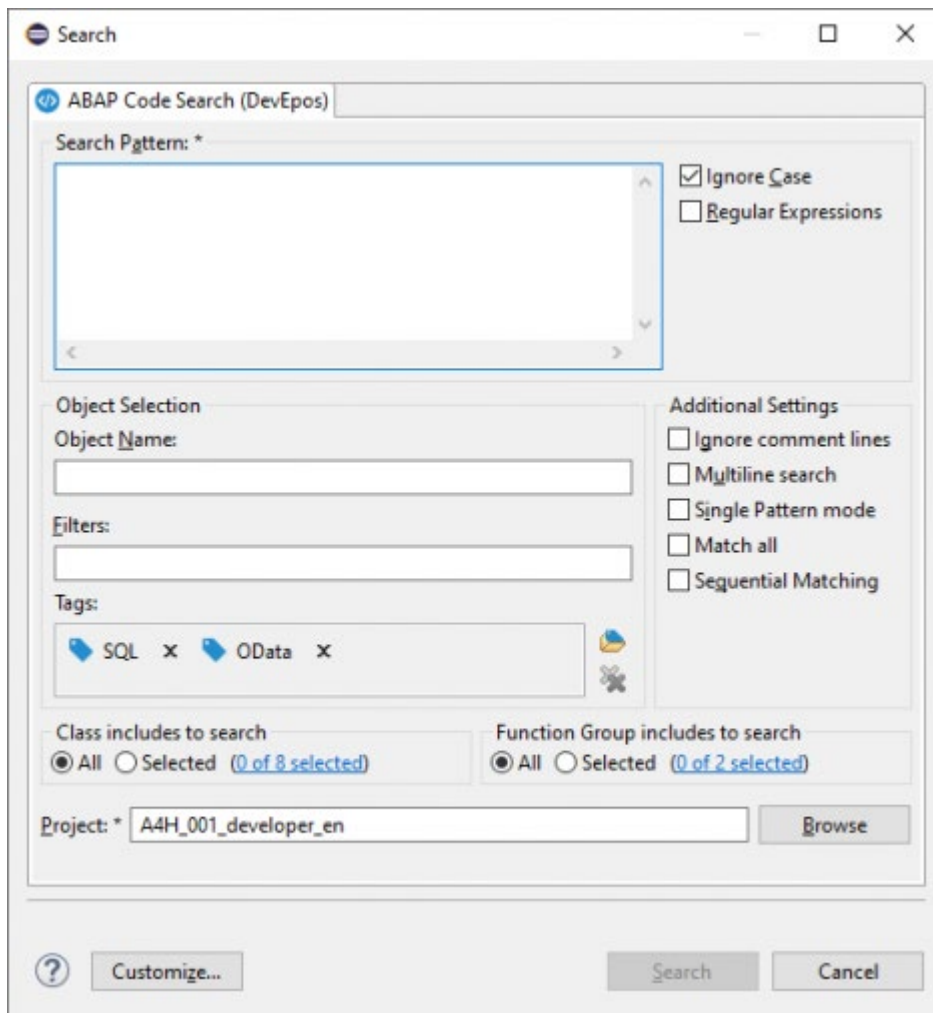 Search
ABAP Code Search (DevEpos)
Search Pattern: *
Ignore Case
Regular Expressions
Object Selection
Object Name:
Filters:
Tags:
SQL x OData x
Additional Settings
Ignore comment lines
Multiline search
Single Pattern mode
Match all
Sequential Matching
Class includes to search
All Selected (0 of 8 selected)
Function Group includes to search
All Selected (0 of 2 selected)
Project: * A4H_001_developer_en Browse
? Customize... Search Cancel